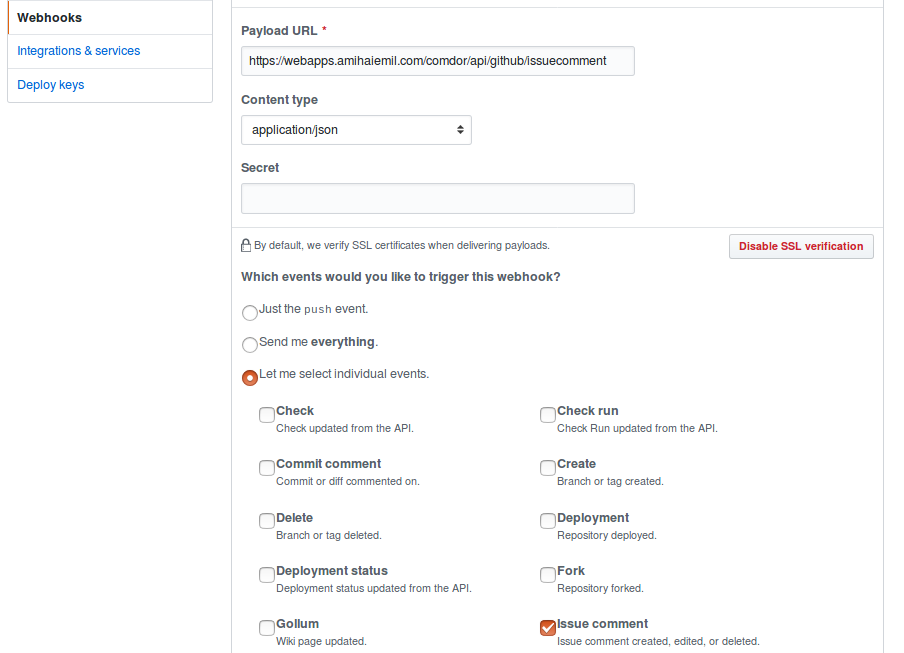 Webhooks
Integrations & services
Deploy keys
Payload URL *
https://webapps.amihaiemil.com/comdor/api/github/issuecomment
Content type
application/json
Secret
By default, we verify SSL certificates when delivering payloads.
Disable SSL verification
Which events would you like to trigger this webhook?
Just the push event.
Send me everything.
Let me select individual events.
Check
Check updated from the API.
Check run
Check Run updated from the API.
Commit comment
Commit or diff commented on.
Create
Branch or tag created.
Delete
Branch or tag deleted.
Deployment
Repository deployed.
Deployment status
Deployment status updated from the API.
Fork
Repository forked.
Gollum
Wiki page updated.
Issue comment
Issue comment created, edited, or deleted.